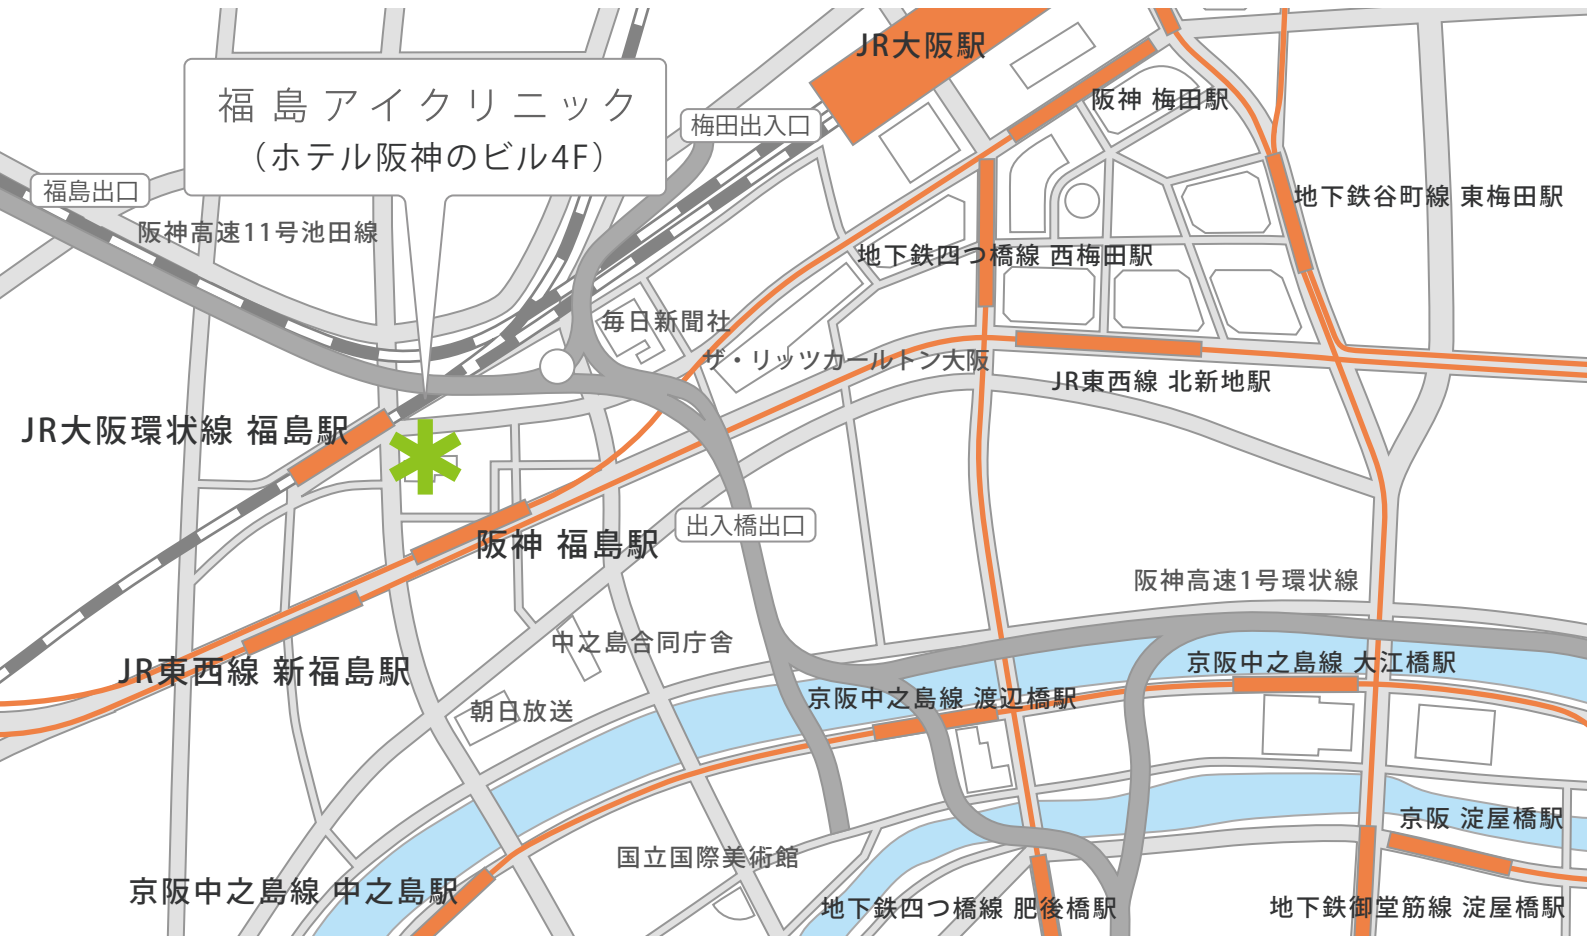 JR大阪駅
福島アイクリニック
（ホテル阪神のビル4F）
阪神 梅田駅
梅田出入口
福島出口
地下鉄谷町線 東梅田駅
阪神高速11号池田線
地下鉄四つ橋線 西梅田駅
毎日新聞社
ザ・リッツカールトン大阪
JR東西線 北新地駅
JR大阪環状線 福島駅
出入橋出口
阪神 福島駅
阪神高速1号環状線
中之島合同庁舎
京阪中之島線 大江橋駅
JR東西線 新福島駅
京阪中之島線 渡辺橋駅
朝日放送
京阪 淀屋橋駅
国立国際美術館
京阪中之島線 中之島駅
地下鉄四つ橋線 肥後橋駅
地下鉄御堂筋線 淀屋橋駅